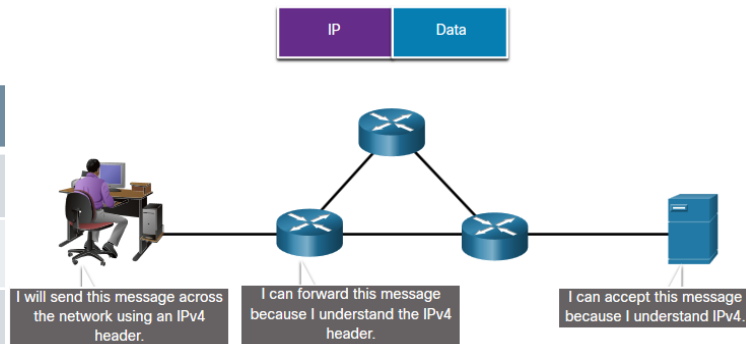 IP
Data
I will send this message across
the network using an IPv4
header.
I can forward this message
because I understand the IPv4
header.
I can accept this message
because I understand IPv4.